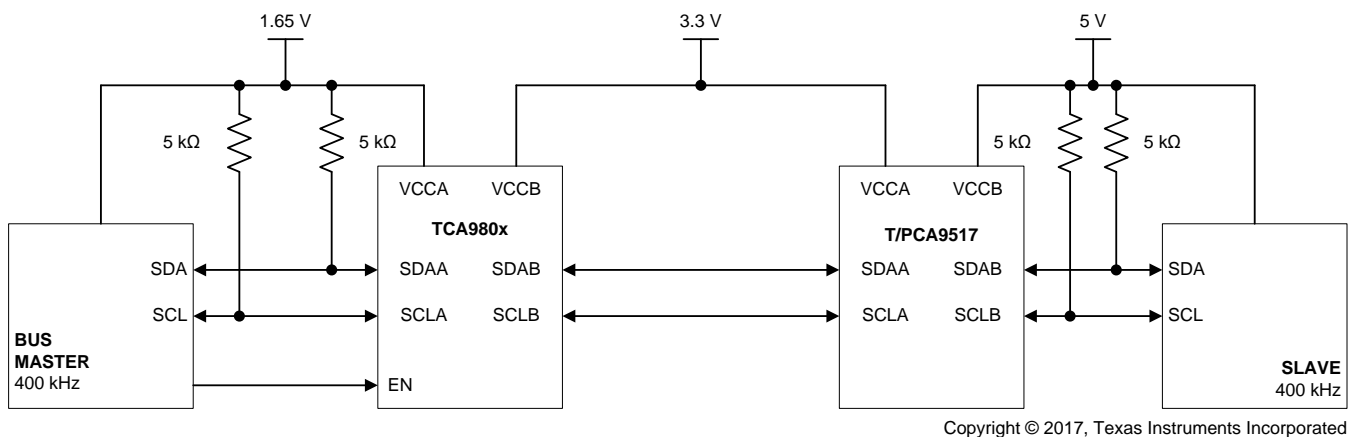 1.65 V
3.3 V
5 V
5 kΩ
5 kΩ
5 kΩ
5 kΩ
VCCA VCCB
TCA980x
SDAA SDAB
SCLA SCLB
EN
VCCA VCCB
T/PCA9517
SDAA SDAB
SCLA SCLB
SDA
SCL
BUS
MASTER
400 kHz
SDA
SCL
SLAVE
400 kHz
Copyright © 2017, Texas Instruments Incorporated